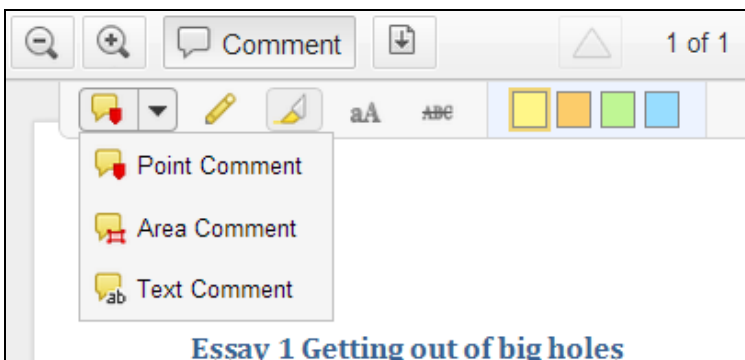 Comment 1 of 1
aA ABC
Point Comment
Area Comment
ab Text Comment
Essay 1 Getting out of big holes